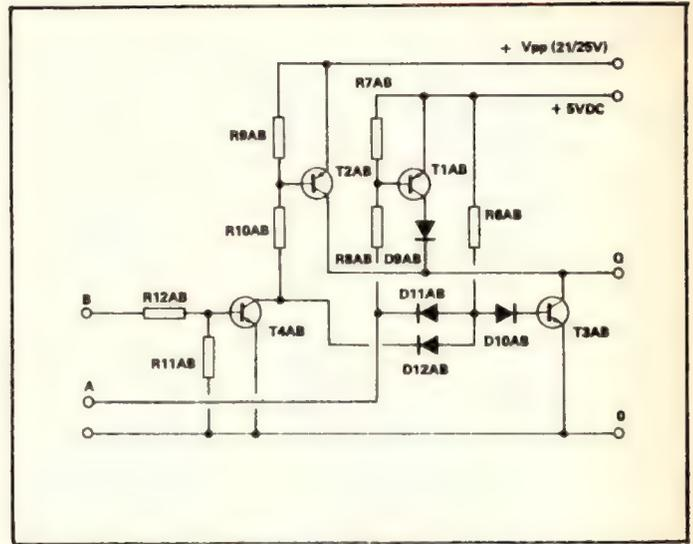 + Vpp (21/25V)
R7AB
+ 5VDC
R9AB
T2AB
T1AB
R10AB
R6AB
R8AB
D9AB
Q
B
R12AB
D11AB
T4AB
D10AB
T3AB
R11AB
D12AB
A
0